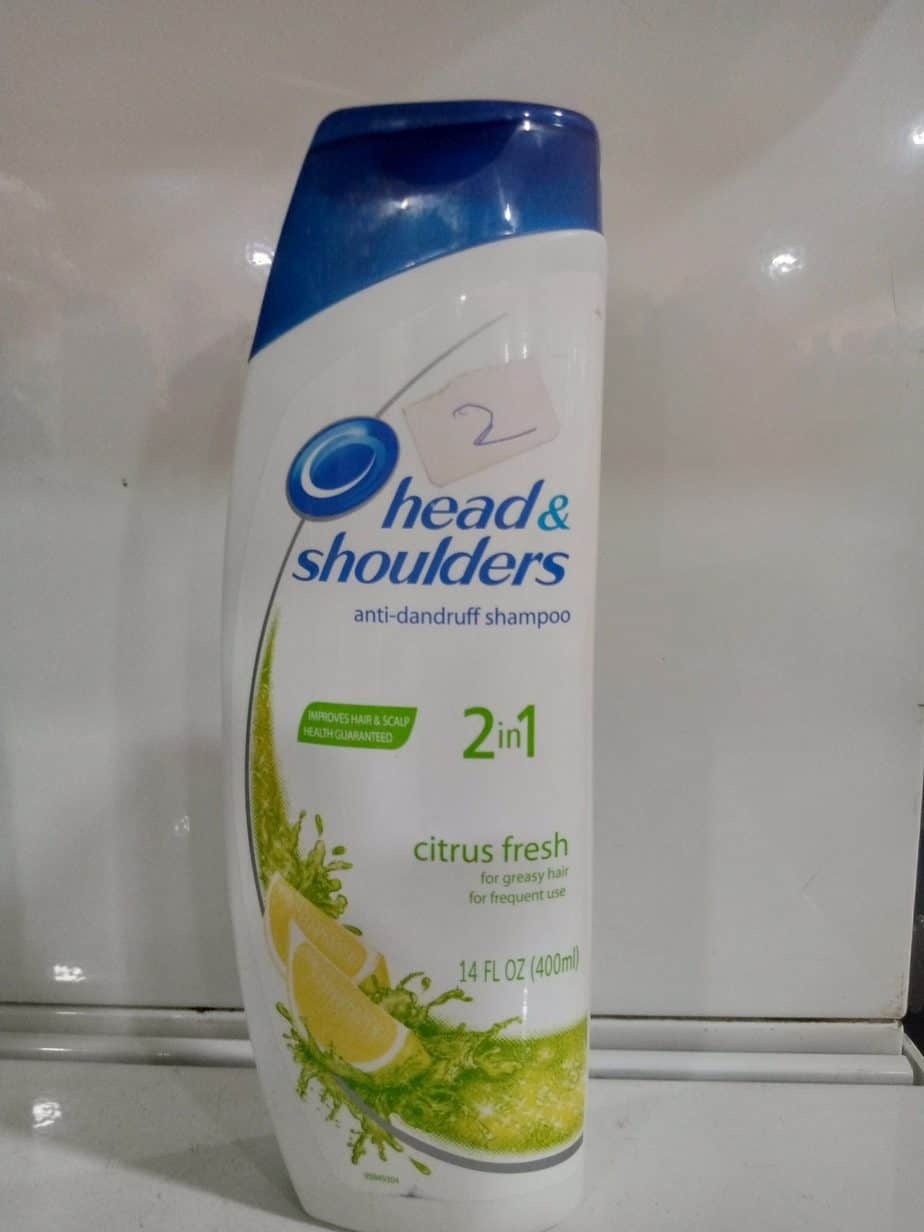 2
head &
shoulders
anti-dandruff shampoo
IMPROVES HAIR & SCALP
HEALTH GUARANTEED
2in1
citrus fresh
for greasy hair
for frequent use
14 FL OZ (400ml)